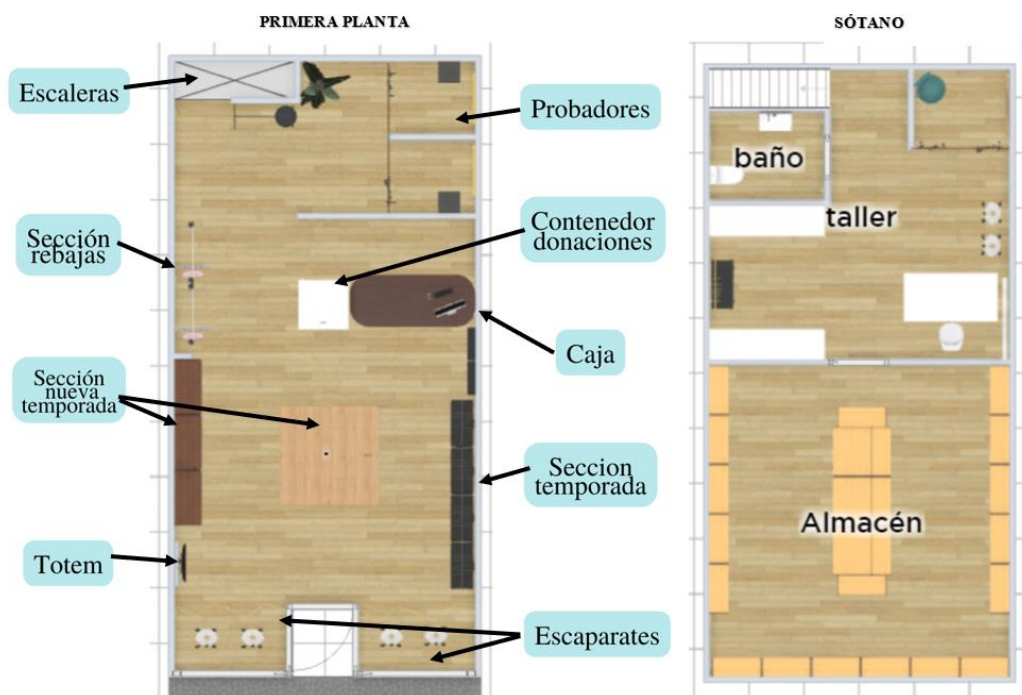 PRIMERA PLANTA
SÓTANO
Escaleras
Probadores
baño
Contenedor
donaciones
taller
Sección
rebajas
Caja
Sección
nueva
temporada
Seccion
temporada
Almacén
Totem
Escaparates